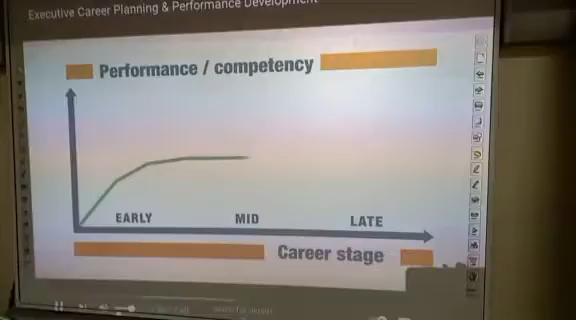 Executive Career Planning & Performance Development
Performance / competency
EARLY MID LATE
Career stage